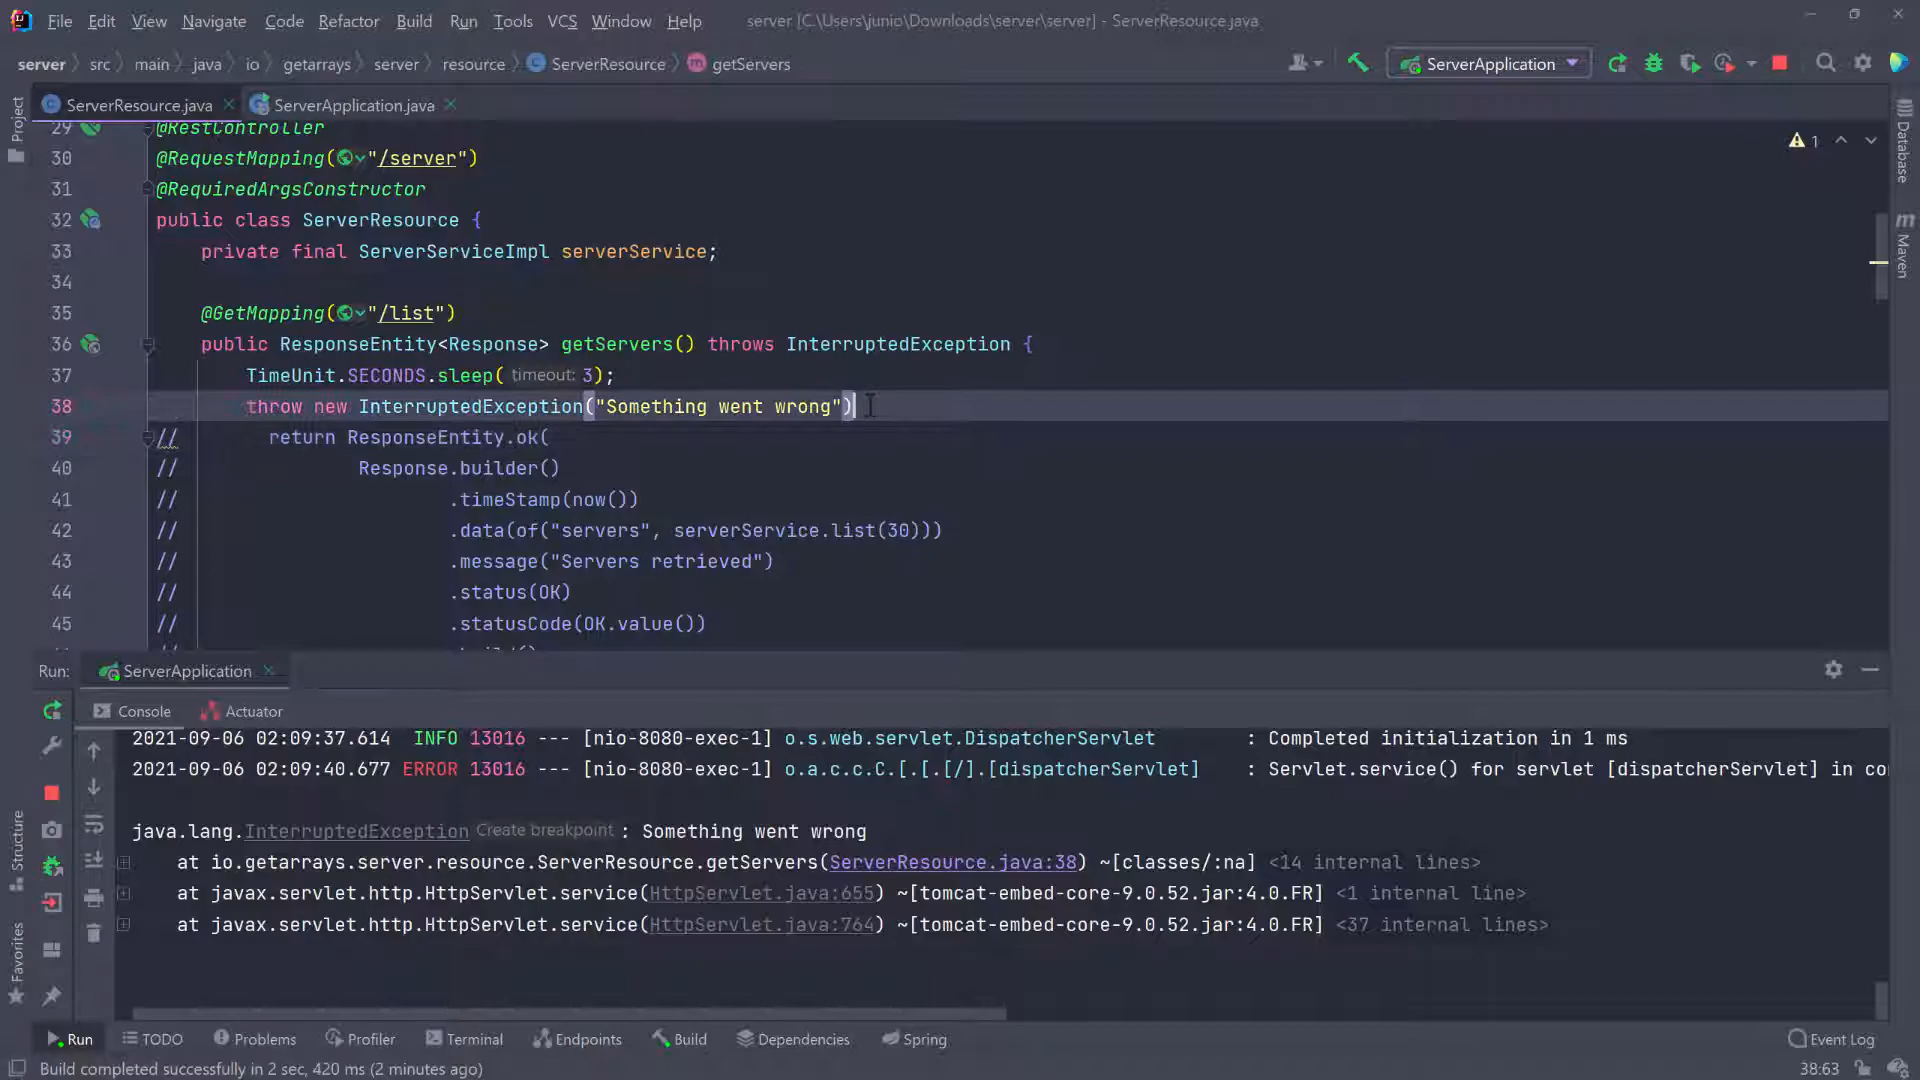 File Edit View Navigate Code Refactor Build Run Tools VCS Window Help server [C:\Users\junio\Downloads\server\server] - ServerResource.java
server src main java io getarrays server resource ServerResource getServers ServerApplication
ServerResource.java ServerApplication.java
29 @RestController
30 @RequestMapping("/server")
31 @RequiredArgsConstructor
32 public class ServerResource {
33 private final ServerServiceImpl serverService;
34
35 @GetMapping("/list")
36 public ResponseEntity<Response> getServers() throws InterruptedException {
37 TimeUnit.SECONDS.sleep( timeout: 3);
38 throw new InterruptedException("Something went wrong")
39 // return ResponseEntity.ok(
40 // Response.builder()
41 // .timeStamp(now())
42 // .data(of("servers", serverService.list(30)))
43 // .message("Servers retrieved")
44 // .status(OK)
45 // .statusCode(OK.value())
1
Project
Structure
Favorites
Database
Maven
Run: ServerApplication
Console Actuator
2021-09-06 02:09:37.614 INFO 13016 --- [nio-8080-exec-1] o.s.web.servlet.DispatcherServlet : Completed initialization in 1 ms
2021-09-06 02:09:40.677 ERROR 13016 --- [nio-8080-exec-1] o.a.c.c.C.[.[.[/].[dispatcherServlet] : Servlet.service() for servlet [dispatcherServlet] in
java.lang.InterruptedException Create breakpoint : Something went wrong
at io.getarrays.server.resource.ServerResource.getServers(ServerResource.java:38) ~[classes/:na] <14 internal lines>
at javax.servlet.http.HttpServlet.service(HttpServlet.java:655) ~[tomcat-embed-core-9.0.52.jar:4.0.FR] <1 internal line>
at javax.servlet.http.HttpServlet.service(HttpServlet.java:764) ~[tomcat-embed-core-9.0.52.jar:4.0.FR] <37 internal lines>
Run TODO Problems Profiler Terminal Endpoints Build Dependencies Spring Event Log
Build completed successfully in 2 sec, 420 ms (2 minutes ago) 38:63